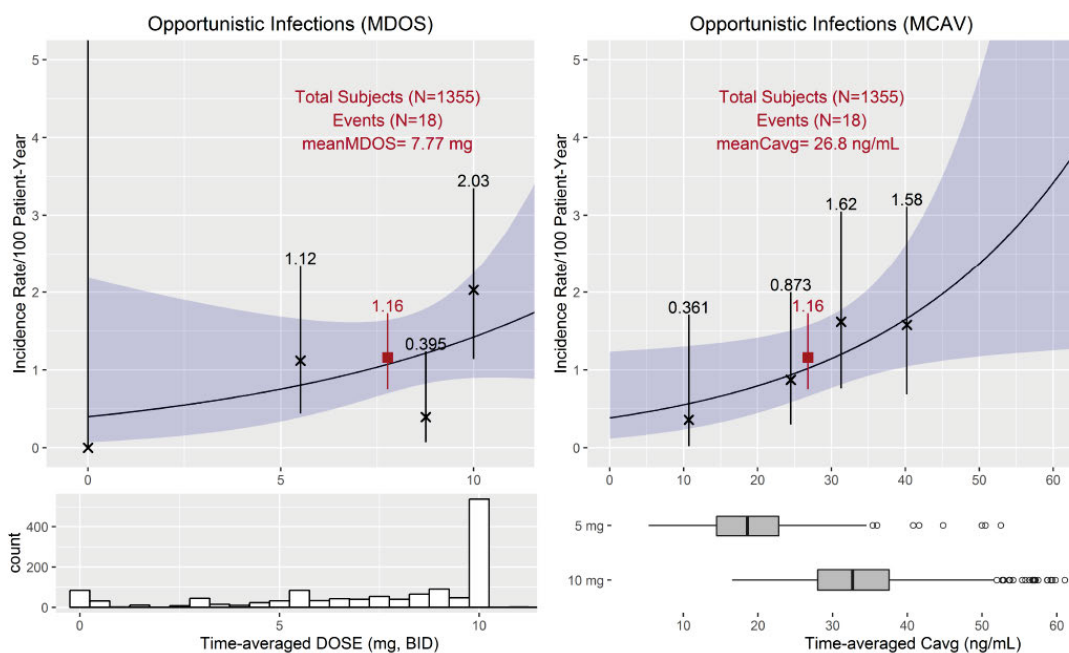 Opportunistic Infections (MDOS)
Incidence Rate/100 Patient-Year
5
4
3
2
1
0
Total Subjects (N=1355)
Events (N=18)
meanMDOS= 7.77 mg
1.12
1.16
0.395
2.03
0
5
10
count
400
200
0
0
5
10
Time-averaged DOSE (mg, BID)
Opportunistic Infections (MCAV)
Incidence Rate/100 Patient-Year
5
4
3
2
1
0
Total Subjects (N=1355)
Events (N=18)
meanCavg= 26.8 ng/mL
0.361
0.873
1.16
1.62
1.58
0
10
20
30
40
50
60
5 mg
10 mg
10
20
30
40
50
60
Time-averaged Cavg (ng/mL)